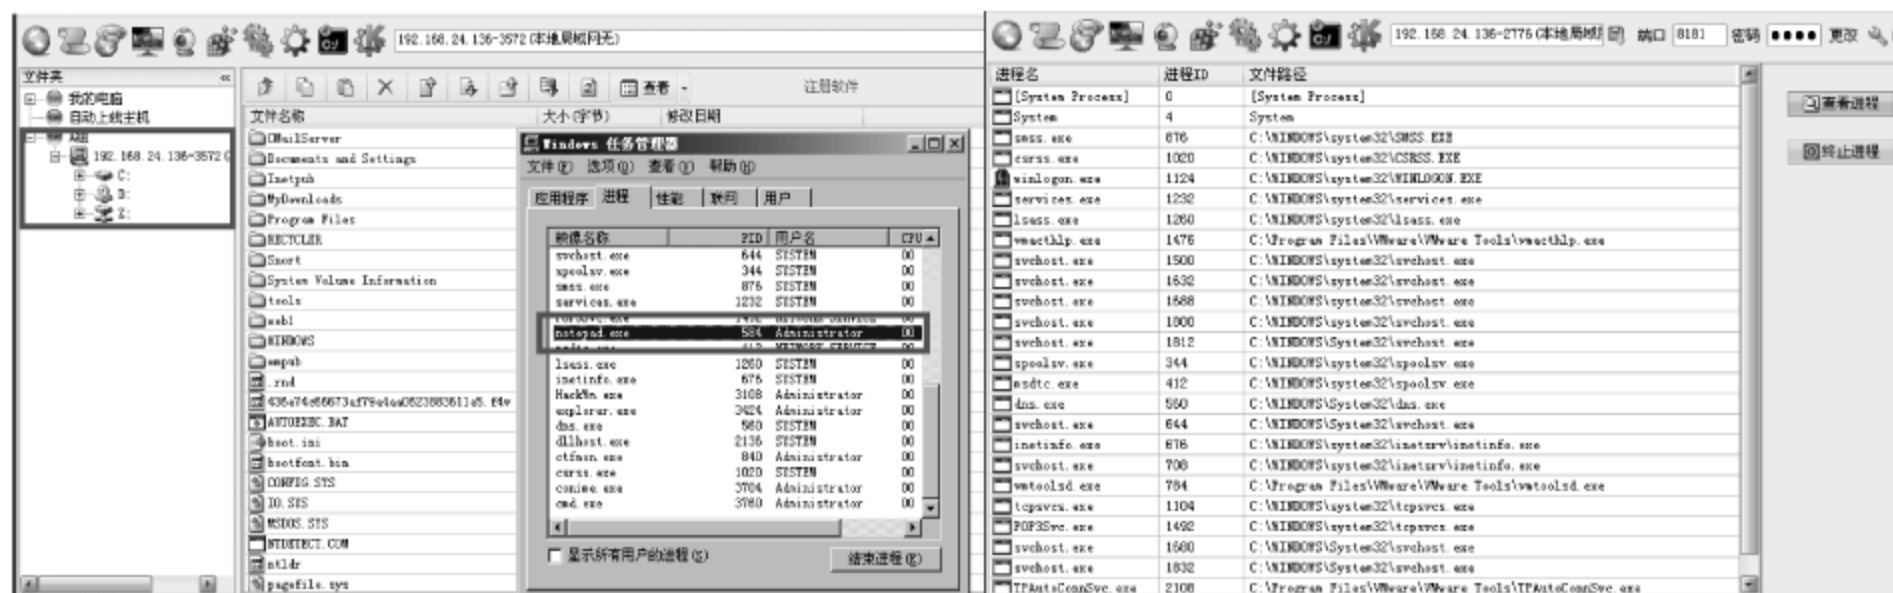 192.168.24.136-3572(本地局域网无)
文件夹
我的电脑
自动上线主机
192.168.24.136-3572(
C:
D:
Z:
查看
注册软件
文件名称 大小(字节) 修改日期
CMailServer
Documents and Settings
Inetpub
MyDownloads
Program Files
RECYCLER
Snort
System Volume Information
tools
web1
WINDOWS
wmpub
.rnd
AUTOEXEC.BAT
boot.ini
bootfont.bin
CONFIG.SYS
IO.SYS
MSDOS.SYS
NTDETECT.COM
ntldr
pagefile.sys
Windows 任务管理器
文件(F) 选项(O) 查看(V) 帮助(H)
应用程序 进程 性能 联网 用户
映像名称 PID 用户名 CPU
svchost.exe 644 SYSTEM 00
spoolsv.exe 344 SYSTEM 00
smss.exe 876 SYSTEM 00
services.exe 1232 SYSTEM 00
notepad.exe 584 Administrator 00
412 NETWORK SERVICE
lsass.exe 1260 SYSTEM 00
inetinfo.exe 676 SYSTEM 00
3108 Administrator 00
explorer.exe 3424 Administrator 00
dns.exe 560 SYSTEM 00
dllhost.exe 2136 SYSTEM 00
ctfmon.exe 840 Administrator 00
csrss.exe 1020 SYSTEM 00
conime.exe 3704 Administrator 00
cmd.exe 3760 Administrator 00
显示所有用户的进程(S)
结束进程(E)
192.168.24.136-2776(本地局域 端口 8181 密码 ●●●● 更改
进程名 进程ID 文件路径
[System Process] 0 [System Process]
System 4 System
smss.exe 876 C:\WINDOWS\system32\SMSS.EXE
csrss.exe 1020 C:\WINDOWS\system32\CSRSS.EXE
winlogon.exe 1124 C:\WINDOWS\system32\WINLOGON.EXE
services.exe 1232 C:\WINDOWS\system32\services.exe
lsass.exe 1260 C:\WINDOWS\system32\lsass.exe
vmacthlp.exe 1476 C:\Program Files\VMware\VMware Tools\vmacthlp.exe
svchost.exe 1500 C:\WINDOWS\system32\svchost.exe
svchost.exe 1632 C:\WINDOWS\system32\svchost.exe
svchost.exe 1688 C:\WINDOWS\system32\svchost.exe
svchost.exe 1800 C:\WINDOWS\system32\svchost.exe
svchost.exe 1812 C:\WINDOWS\System32\svchost.exe
spoolsv.exe 344 C:\WINDOWS\system32\spoolsv.exe
msdtc.exe 412 C:\WINDOWS\system32\spoolsv.exe
dns.exe 560 C:\WINDOWS\System32\dns.exe
svchost.exe 644 C:\WINDOWS\System32\svchost.exe
inetinfo.exe 676 C:\WINDOWS\system32\inetsrv\inetinfo.exe
svchost.exe 708 C:\WINDOWS\system32\inetsrv\inetinfo.exe
vmtoolsd.exe 784 C:\Program Files\VMware\VMware Tools\vmtoolsd.exe
tcpsvcs.exe 1104 C:\WINDOWS\system32\tcpsvcs.exe
POP3Svc.exe 1492 C:\WINDOWS\system32\tcpsvcs.exe
svchost.exe 1680 C:\WINDOWS\System32\svchost.exe
svchost.exe 1832 C:\WINDOWS\System32\svchost.exe
TPAutoConnSvc.exe 2108 C:\Program Files\VMware\VMware Tools\TPAutoConnSvc.exe
查看进程
终止进程